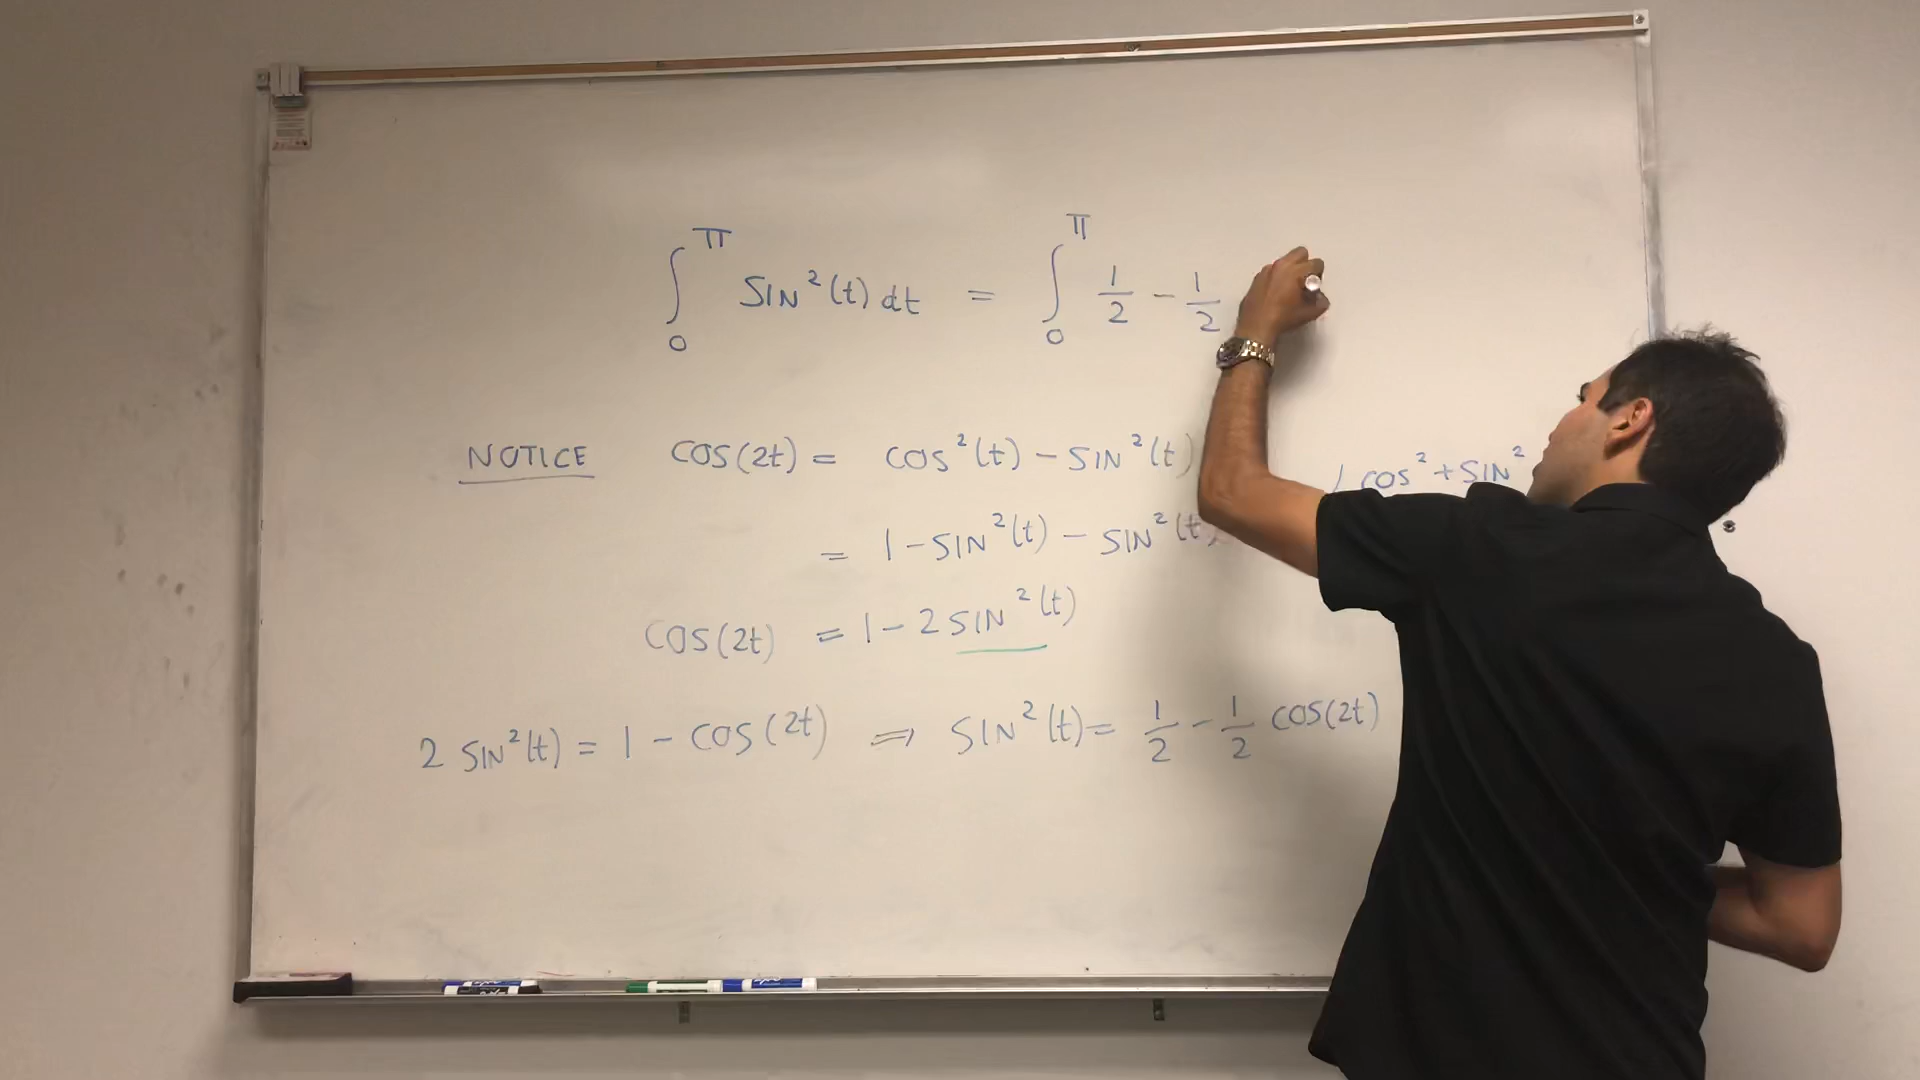 ∫₀^π SIN²(t) dt = ∫₀^π 1/2 - 1/2
NOTICE COS(2t) = COS²(t) - SIN²(t)
COS² + SIN²
= 1 - SIN²(t) - SIN²(t
COS(2t) = 1 - 2 SIN²(t)
2 SIN²(t) = 1 - COS(2t) ⇒ SIN²(t) = 1/2 - 1/2 COS(2t)